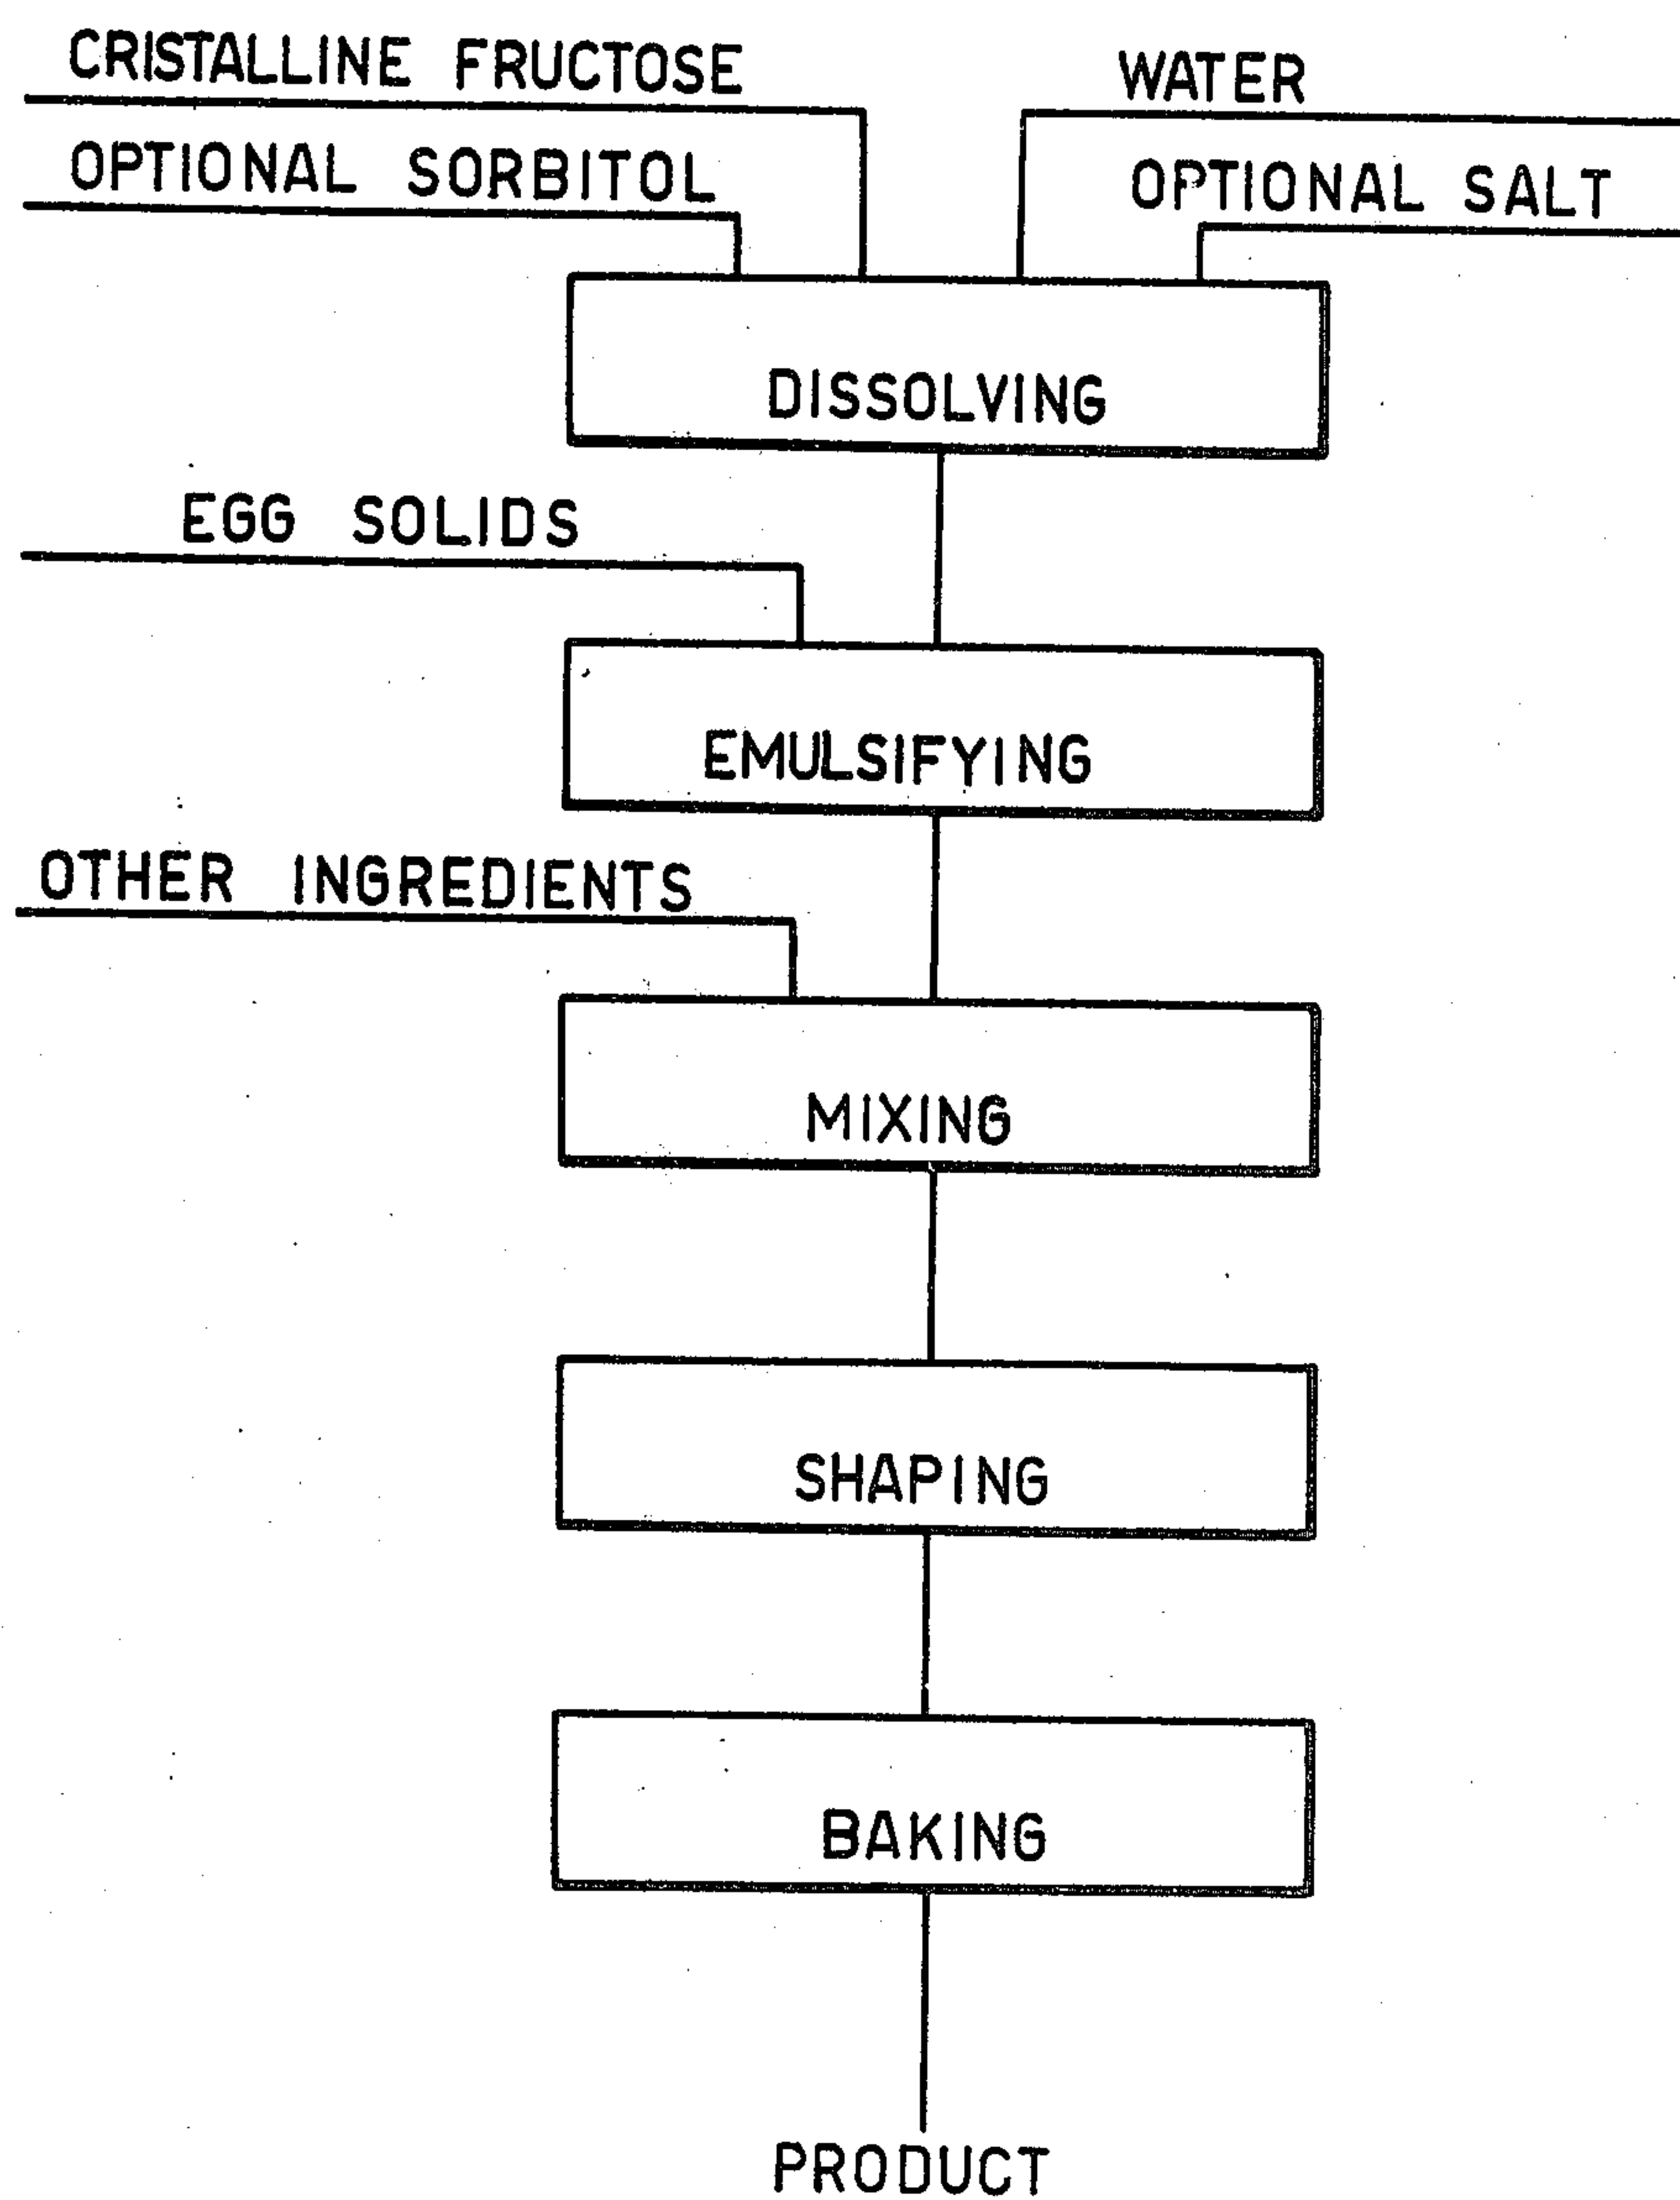 CRISTALLINE FRUCTOSE
WATER
OPTIONAL SORBITOL
OPTIONAL SALT
DISSOLVING
EGG SOLIDS
EMULSIFYING
OTHER INGREDIENTS
MIXING
SHAPING
BAKING
PRODUCT